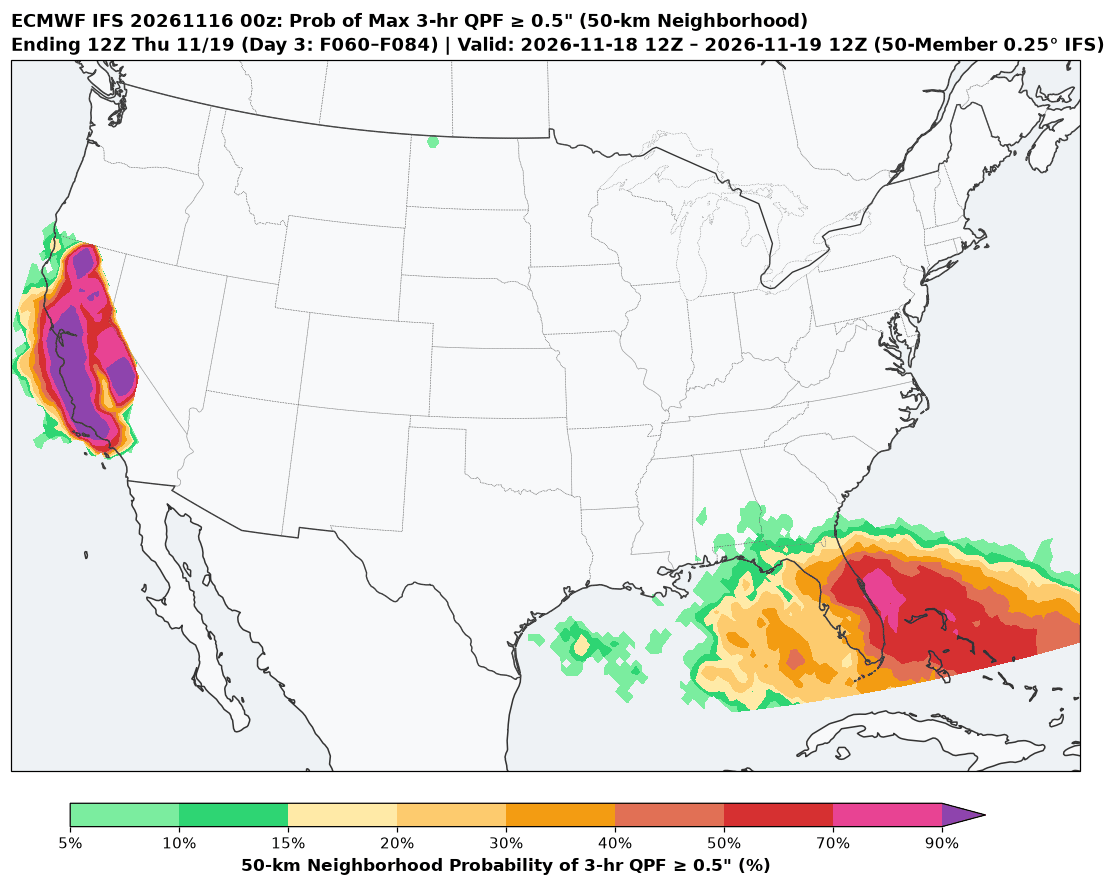 ECMWF IFS 20261116 00z: Prob of Max 3-hr QPF ≥ 0.5" (50-km Neighborhood)
Ending 12Z Thu 11/19 (Day 3: F060–F084) | Valid: 2026-11-18 12Z – 2026-11-19 12Z (50-Member 0.25° IFS)
5% 10% 15% 20% 30% 40% 50% 70% 90%
50-km Neighborhood Probability of 3-hr QPF ≥ 0.5" (%)